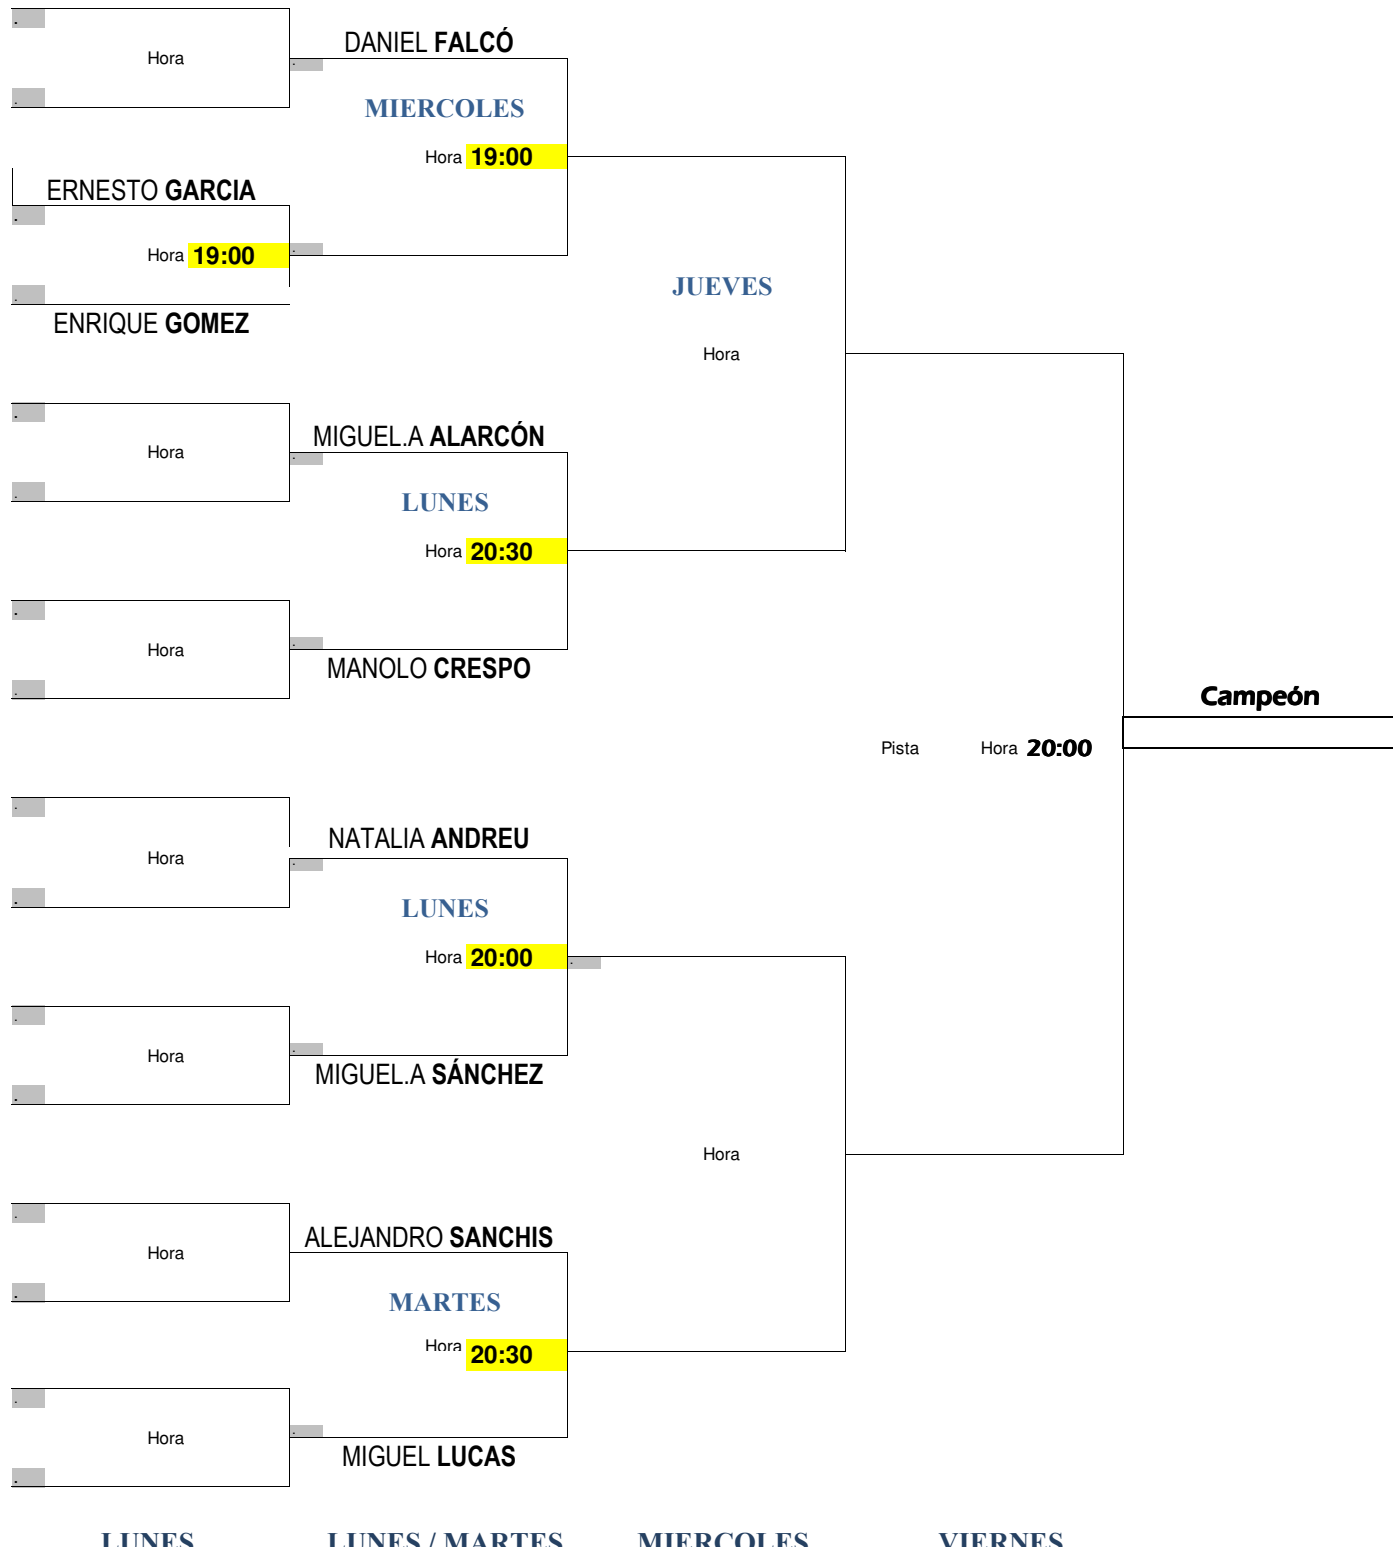 DANIEL FALCÓ
Hora
MIERCOLES
Hora 19:00
ERNESTO GARCIA
Hora 19:00
JUEVES
ENRIQUE GOMEZ
Hora
MIGUEL.A ALARCÓN
Hora
LUNES
Hora 20:30
Hora
MANOLO CRESPO
Campeón
Pista Hora 20:00
NATALIA ANDREU
Hora
LUNES
Hora 20:00
Hora
MIGUEL.A SÁNCHEZ
Hora
ALEJANDRO SANCHIS
Hora
MARTES
Hora 20:30
Hora
MIGUEL LUCAS
LUNES LUNES / MARTES MIERCOLES VIERNES